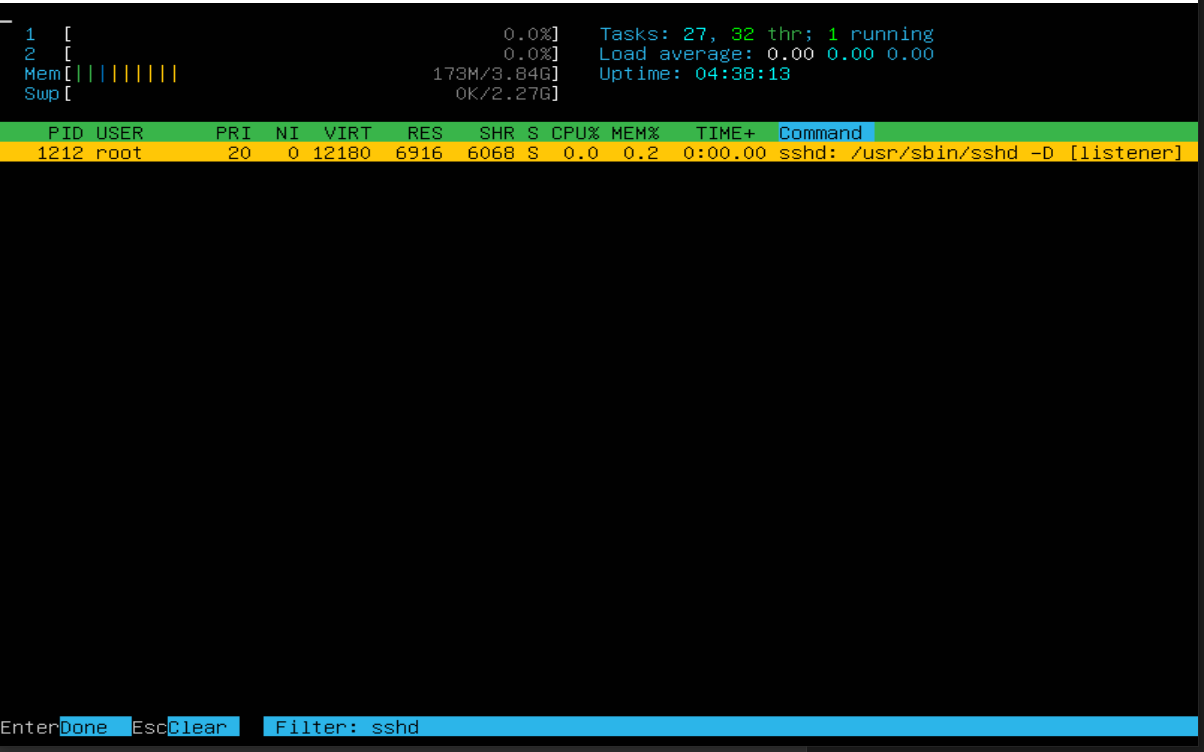 1 [ 0.0%] Tasks: 27, 32 thr; 1 running
2 [ 0.0%] Load average: 0.00 0.00 0.00
Mem[||||||||| 173M/3.84G] Uptime: 04:38:13
Swp[ 0K/2.27G]
PID USER PRI NI VIRT RES SHR S CPU% MEM% TIME+ Command
1212 root 20 0 12180 6916 6068 S 0.0 0.2 0:00.00 sshd: /usr/sbin/sshd -D [listener]
EnterDone EscClear Filter: sshd